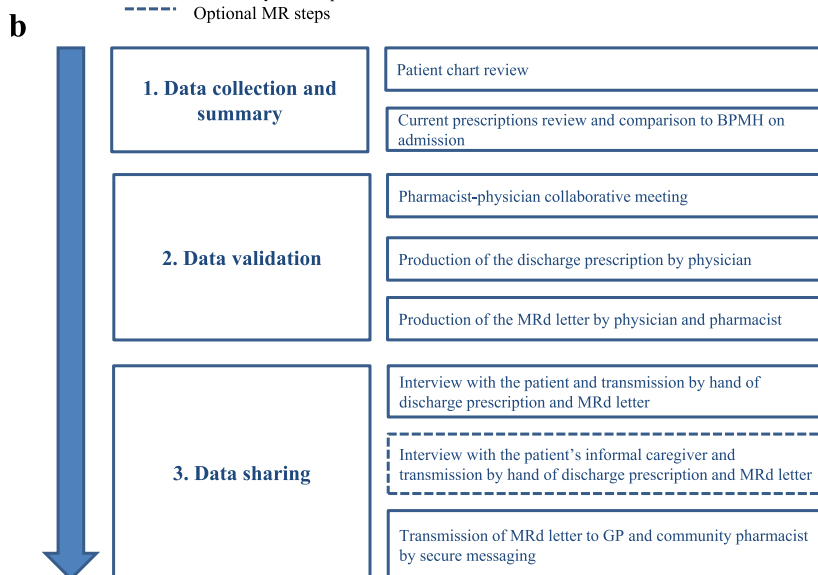 Optional MR steps
b
1. Data collection and
summary
Patient chart review
Current prescriptions review and comparison to BPMH on
admission
2. Data validation
Pharmacist-physician collaborative meeting
Production of the discharge prescription by physician
Production of the MRd letter by physician and pharmacist
3. Data sharing
Interview with the patient and transmission by hand of
discharge prescription and MRd letter
Interview with the patient’s informal caregiver and
transmission by hand of discharge prescription and MRd letter
Transmission of MRd letter to GP and community pharmacist
by secure messaging